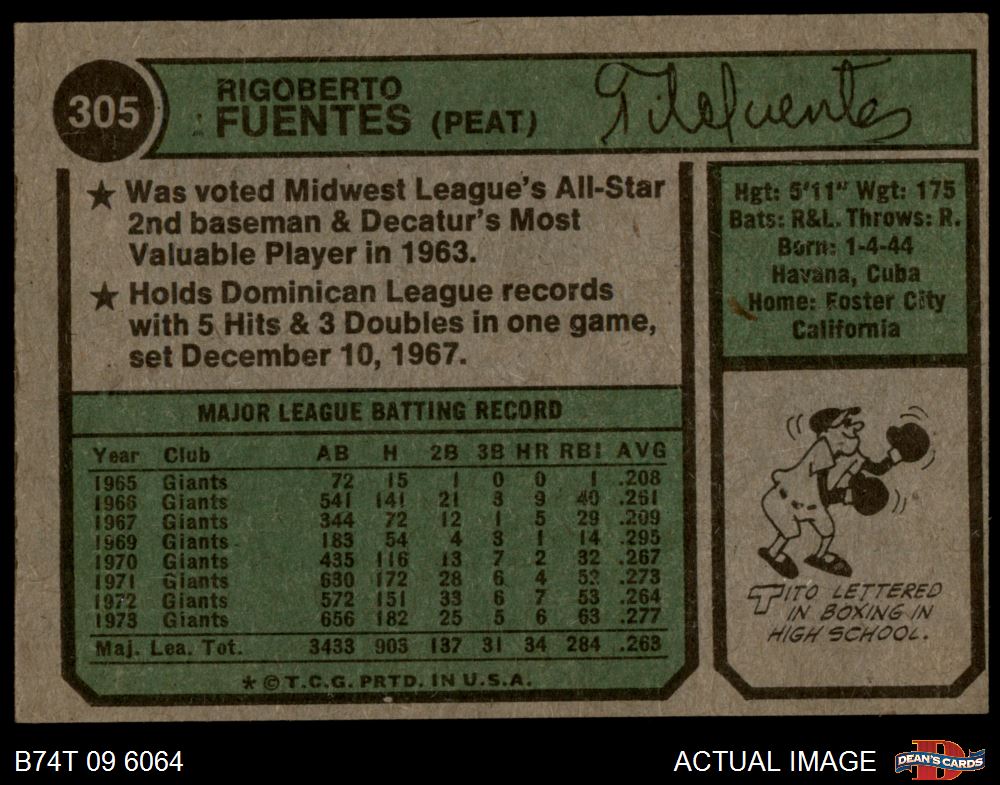 305
RIGOBERTO
FUENTES (PEAT)
Tito Fuentes
★ Was voted Midwest League's All-Star
2nd baseman & Decatur's Most
Valuable Player in 1963.
★ Holds Dominican League records
with 5 Hits & 3 Doubles in one game,
set December 10, 1967.
Hgt: 5'11" Wgt: 175
Bats: R&L. Throws: R.
Born: 1-4-44
Havana, Cuba
Home: Foster City
California
MAJOR LEAGUE BATTING RECORD
Year Club AB H 2B 3B HR RBI AVG
1965 Giants 72 15 1 0 0 1 .208
1966 Giants 541 141 21 3 9 40 .261
1967 Giants 344 72 12 1 5 29 .209
1969 Giants 183 54 4 3 1 14 .295
1970 Giants 435 116 13 7 2 32 .267
1971 Giants 630 172 28 6 4 52 .273
1972 Giants 572 151 33 6 7 53 .264
1973 Giants 656 182 25 5 6 63 .277
Maj. Lea. Tot. 3433 903 137 31 34 284 .263
* © T.C.G. PRTD. IN U.S.A.
TITO LETTERED
IN BOXING IN
HIGH SCHOOL.
B74T 09 6064
ACTUAL IMAGE
DEAN'S CARDS